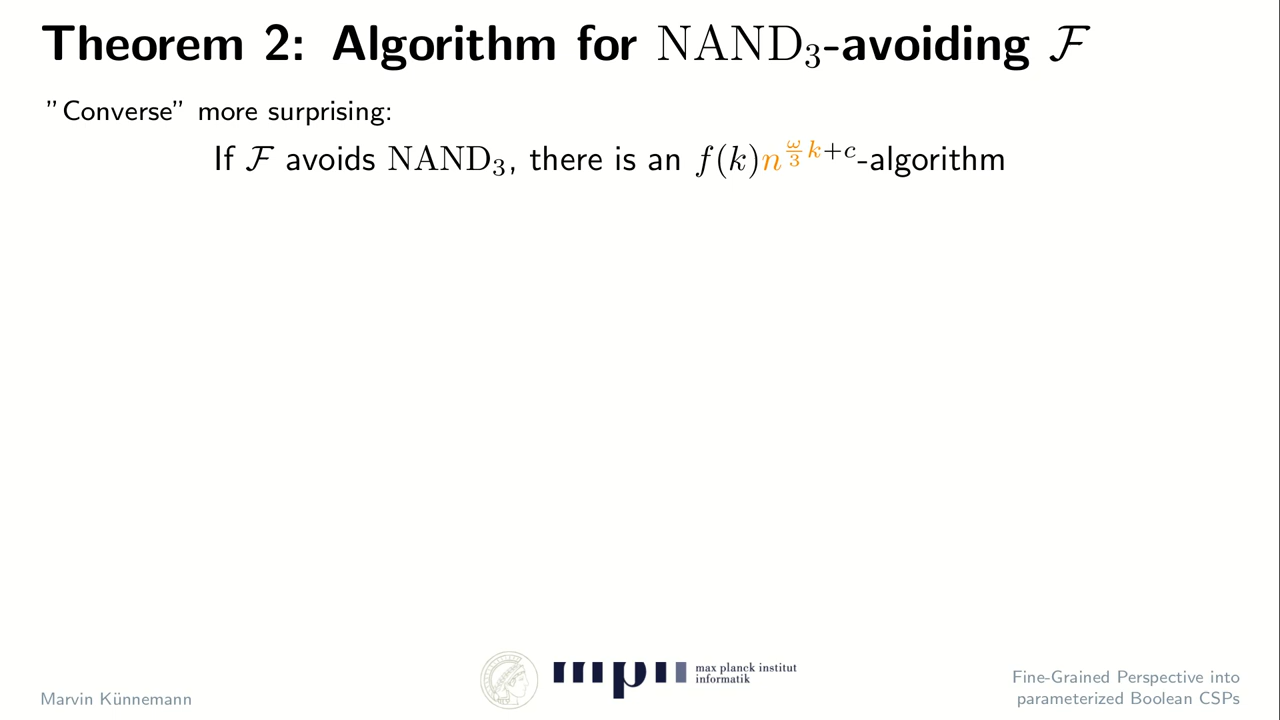 Theorem 2: Algorithm for NAND₃-avoiding ℱ
"Converse" more surprising:
If ℱ avoids NAND₃, there is an f(k)n^{\frac{ω}{3}k+c}-algorithm
max planck institut
informatik
Marvin Künnemann
Fine-Grained Perspective into
parameterized Boolean CSPs